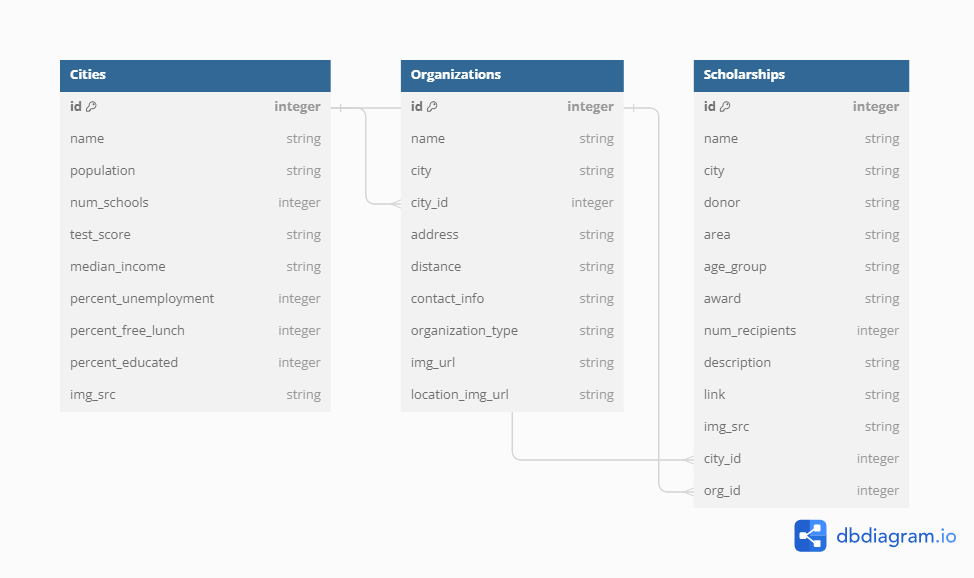 Cities
id integer
name string
population string
num_schools integer
test_score string
median_income string
percent_unemployment integer
percent_free_lunch integer
percent_educated integer
img_src string
Organizations
id integer
name string
city string
city_id integer
address string
distance string
contact_info string
organization_type string
img_url string
location_img_url string
Scholarships
id integer
name string
city string
donor string
area string
age_group string
award string
num_recipients integer
description string
link string
img_src string
city_id integer
org_id integer
dbdiagram.io